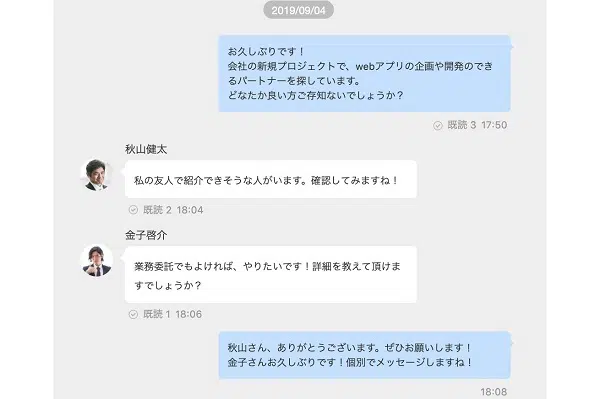 2019/09/04
お久しぶりです！
会社の新規プロジェクトで、webアプリの企画や開発のでき
るパートナーを探しています。
どなたか良い方ご存知ないでしょうか？
既読 3 17:50
秋山健太
私の友人で紹介できそうな人がいます。確認してみますね！
既読 2 18:04
金子啓介
業務委託でもよければ、やりたいです！詳細を教えて頂けま
すでしょうか？
既読 1 18:06
秋山さん、ありがとうございます。ぜひお願いします！
金子さんお久しぶりです！個別でメッセージしますね！
18:08